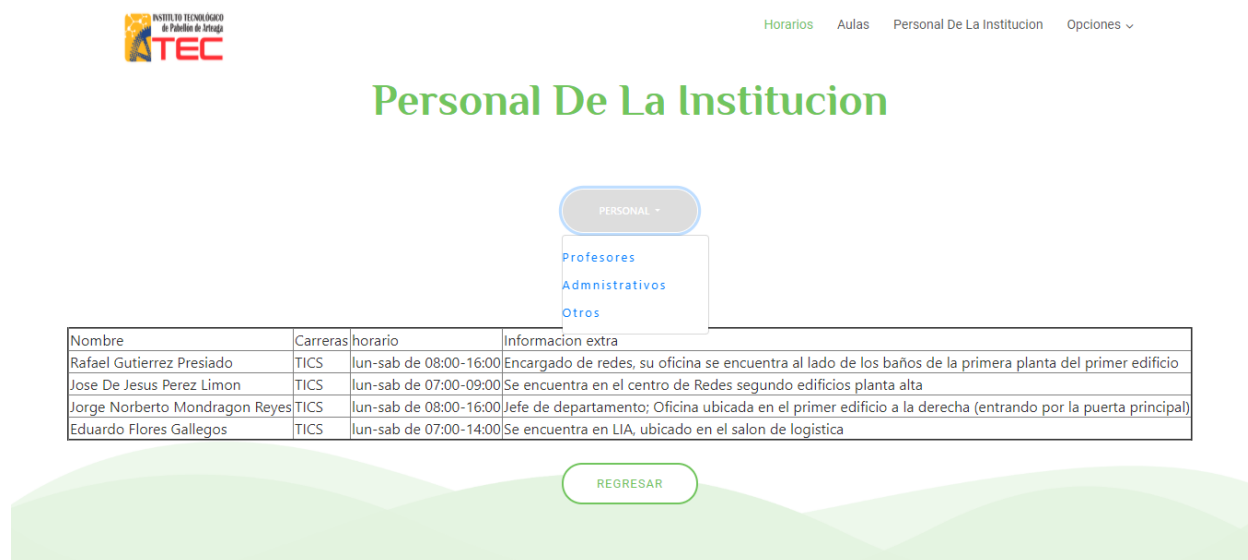 INSTITUTO TECNOLÓGICO
de Pabellón de Arteaga
TEC
Horarios Aulas Personal De La Institucion Opciones
Personal De La Institucion
PERSONAL
Profesores
Admnistrativos
Otros
Nombre Carreras horario Informacion extra
Rafael Gutierrez Presiado TICS lun-sab de 08:00-16:00 Encargado de redes, su oficina se encuentra al lado de los baños de la primera planta del primer edificio
Jose De Jesus Perez Limon TICS lun-sab de 07:00-09:00 Se encuentra en el centro de Redes segundo edificios planta alta
Jorge Norberto Mondragon Reyes TICS lun-sab de 08:00-16:00 Jefe de departamento; Oficina ubicada en el primer edificio a la derecha (entrando por la puerta principal)
Eduardo Flores Gallegos TICS lun-sab de 07:00-14:00 Se encuentra en LIA, ubicado en el salon de logistica
REGRESAR